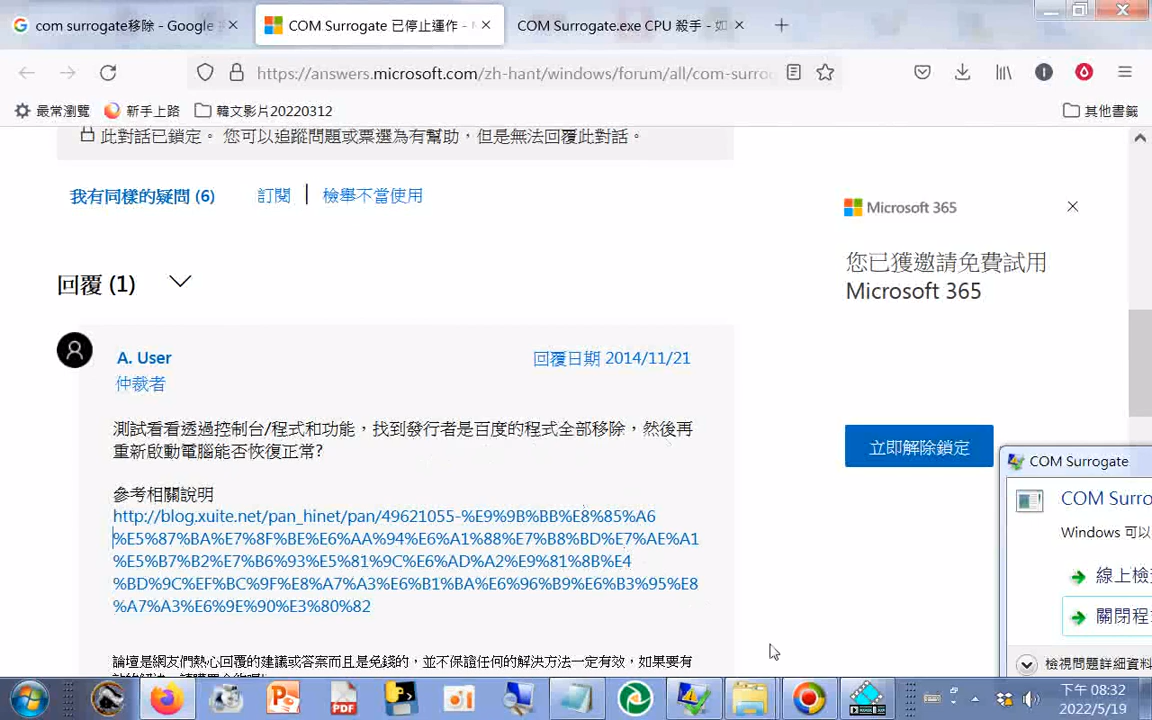 com surrogate移除 - Google
COM Surrogate 已停止運作 -
COM Surrogate.exe CPU 殺手 - 如
https://answers.microsoft.com/zh-hant/windows/forum/all/com-surro
最常瀏覽
新手上路
韓文影片20220312
其他書籤
此對話已鎖定。 您可以追蹤問題或票選為有幫助，但是無法回覆此對話。
我有同樣的疑問 (6)
訂閱
檢舉不當使用
Microsoft 365
您已獲邀請免費試用
Microsoft 365
立即解除鎖定
回覆 (1)
A. User
回覆日期 2014/11/21
仲裁者
測試看看透過控制台/程式和功能，找到發行者是百度的程式全部移除，然後再
重新啟動電腦能否恢復正常?
參考相關說明
http://blog.xuite.net/pan_hinet/pan/49621055-%E9%9B%BB%E8%85%A6
%E5%87%BA%E7%8F%BE%E6%AA%94%E6%A1%88%E7%B8%BD%E7%AE%A1
%E5%B7%B2%E7%B6%93%E5%81%9C%E6%AD%A2%E9%81%8B%E4
%BD%9C%EF%BC%9F%E8%A7%A3%E6%B1%BA%E6%96%B9%E6%B3%95%E8
%A7%A3%E6%9E%90%E3%80%82
論壇是網友們熱心回覆的建議或答案而且是免錢的，並不保證任何的解決方法一定有效，如果要有
COM Surrogate
COM Surro
Windows 可以
線上檢查
關閉程
檢視問題詳細資料
下午 08:32
2022/5/19